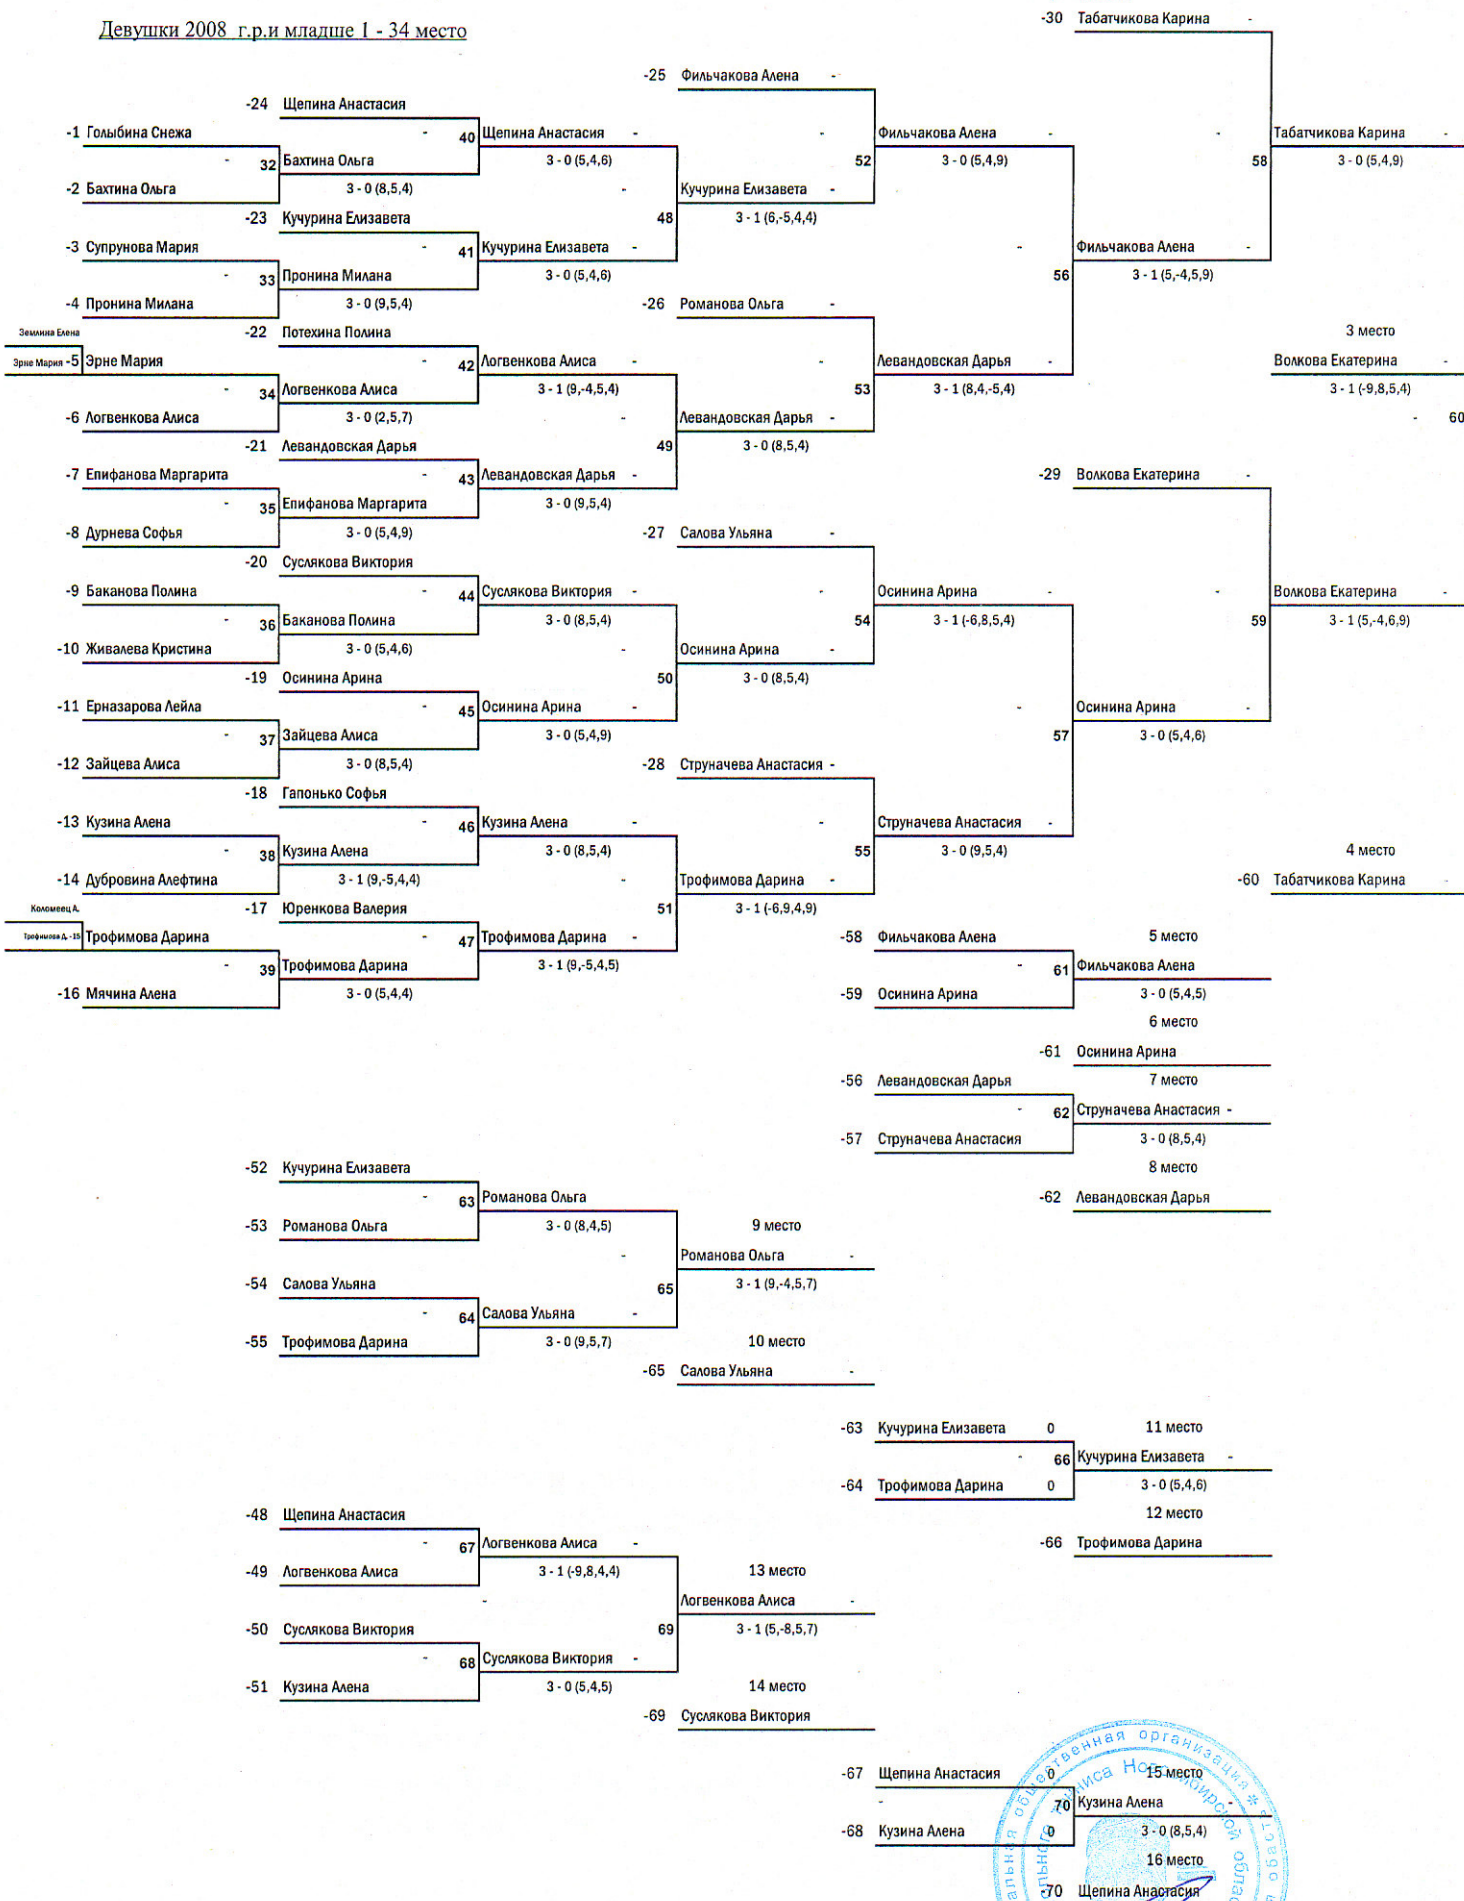 Девушки 2008 г.р.и младше 1 - 34 место
-30 Табатчикова Карина -
-25 Фильчакова Алена -
-24 Щепина Анастасия
-1 Голыбина Снежа - 40 Щепина Анастасия - - Фильчакова Алена - - Табатчикова Карина -
- 32 Бахтина Ольга 3 - 0 (5,4,6) 52 3 - 0 (5,4,9) 58 3 - 0 (5,4,9)
-2 Бахтина Ольга 3 - 0 (8,5,4) - Кучурина Елизавета -
-23 Кучурина Елизавета 48 3 - 1 (6,-5,4,4)
-3 Супрунова Мария - 41 Кучурина Елизавета - - Фильчакова Алена -
- 33 Пронина Милана 3 - 0 (5,4,6) 56 3 - 1 (5,-4,5,9)
-4 Пронина Милана 3 - 0 (9,5,4) -26 Романова Ольга -
Землина Елена -22 Потехина Полина 3 место
Эрне Мария -5 Эрне Мария - 42 Логвенкова Алиса - - Левандовская Дарья - Волкова Екатерина -
- 34 Логвенкова Алиса 3 - 1 (9,-4,5,4) 53 3 - 1 (8,4,-5,4) 3 - 1 (-9,8,5,4)
-6 Логвенкова Алиса 3 - 0 (2,5,7) - Левандовская Дарья - - 60
-21 Левандовская Дарья 49 3 - 0 (8,5,4)
-7 Епифанова Маргарита - 43 Левандовская Дарья - -29 Волкова Екатерина -
- 35 Епифанова Маргарита 3 - 0 (9,5,4)
-8 Дурнева Софья 3 - 0 (5,4,9) -27 Салова Ульяна -
-20 Суслякова Виктория
-9 Баканова Полина - 44 Суслякова Виктория - - Осинина Арина - - Волкова Екатерина -
- 36 Баканова Полина 3 - 0 (8,5,4) 54 3 - 1 (-6,8,5,4) 59 3 - 1 (5,-4,6,9)
-10 Живалева Кристина 3 - 0 (5,4,6) - Осинина Арина -
-19 Осинина Арина 50 3 - 0 (8,5,4)
-11 Ерназарова Лейла - 45 Осинина Арина - - Осинина Арина -
- 37 Зайцева Алиса 3 - 0 (5,4,9) 57 3 - 0 (5,4,6)
-12 Зайцева Алиса 3 - 0 (8,5,4) -28 Струначева Анастасия -
-18 Гапонько Софья
-13 Кузина Алена - 46 Кузина Алена - - Струначева Анастасия -
- 38 Кузина Алена 3 - 0 (8,5,4) 55 3 - 0 (9,5,4) 4 место
-14 Дубровина Алефтина 3 - 1 (9,-5,4,4) - Трофимова Дарина - -60 Табатчикова Карина -
Коломеец А. -17 Юренкова Валерия 51 3 - 1 (-6,9,4,9)
Трофимова Д. -15 Трофимова Дарина - 47 Трофимова Дарина - -58 Фильчакова Алена 5 место
- 39 Трофимова Дарина 3 - 1 (9,-5,4,5) - 61 Фильчакова Алена
-16 Мячина Алена 3 - 0 (5,4,4) -59 Осинина Арина 3 - 0 (5,4,5)
6 место
-61 Осинина Арина
-56 Левандовская Дарья 7 место
- 62 Струначева Анастасия -
-57 Струначева Анастасия 3 - 0 (8,5,4)
-52 Кучурина Елизавета 8 место
- 63 Романова Ольга -62 Левандовская Дарья
-53 Романова Ольга 3 - 0 (8,4,5) 9 место
- Романова Ольга -
-54 Салова Ульяна 65 3 - 1 (9,-4,5,7)
- 64 Салова Ульяна -
-55 Трофимова Дарина 3 - 0 (9,5,7) 10 место
-65 Салова Ульяна -
-63 Кучурина Елизавета 0 11 место
- 66 Кучурина Елизавета -
-64 Трофимова Дарина 0 3 - 0 (5,4,6)
-48 Щепина Анастасия 12 место
- 67 Логвенкова Алиса - -66 Трофимова Дарина
-49 Логвенкова Алиса 3 - 1 (-9,8,4,4) 13 место
- Логвенкова Алиса -
-50 Суслякова Виктория 69 3 - 1 (5,-8,5,7)
- 68 Суслякова Виктория -
-51 Кузина Алена 3 - 0 (5,4,5) 14 место
-69 Суслякова Виктория
-67 Щепина Анастасия 0 15 место
- 70 Кузина Алена -
-68 Кузина Алена 0 3 - 0 (8,5,4)
16 место
-70 Щепина Анастасия
общественная организация